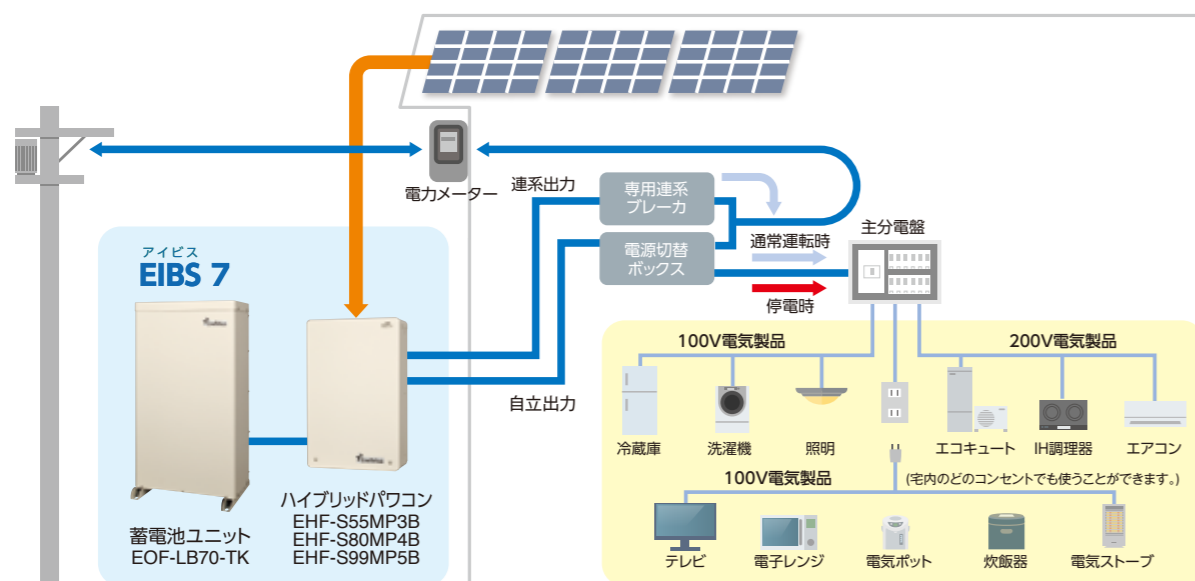 電力メーター
連系出力
専用連系
ブレーカ
通常運転時
主分電盤
電源切替
ボックス
停電時
アイビス
EIBS 7
自立出力
蓄電池ユニット
EOF-LB70-TK
ハイブリッドパワコン
EHF-S55MP3B
EHF-S80MP4B
EHF-S99MP5B
100V電気製品
200V電気製品
冷蔵庫
洗濯機
照明
エコキュート
IH調理器
エアコン
100V電気製品
(宅内のどのコンセントでも使うことができます。)
テレビ
電子レンジ
電気ポット
炊飯器
電気ストーブ